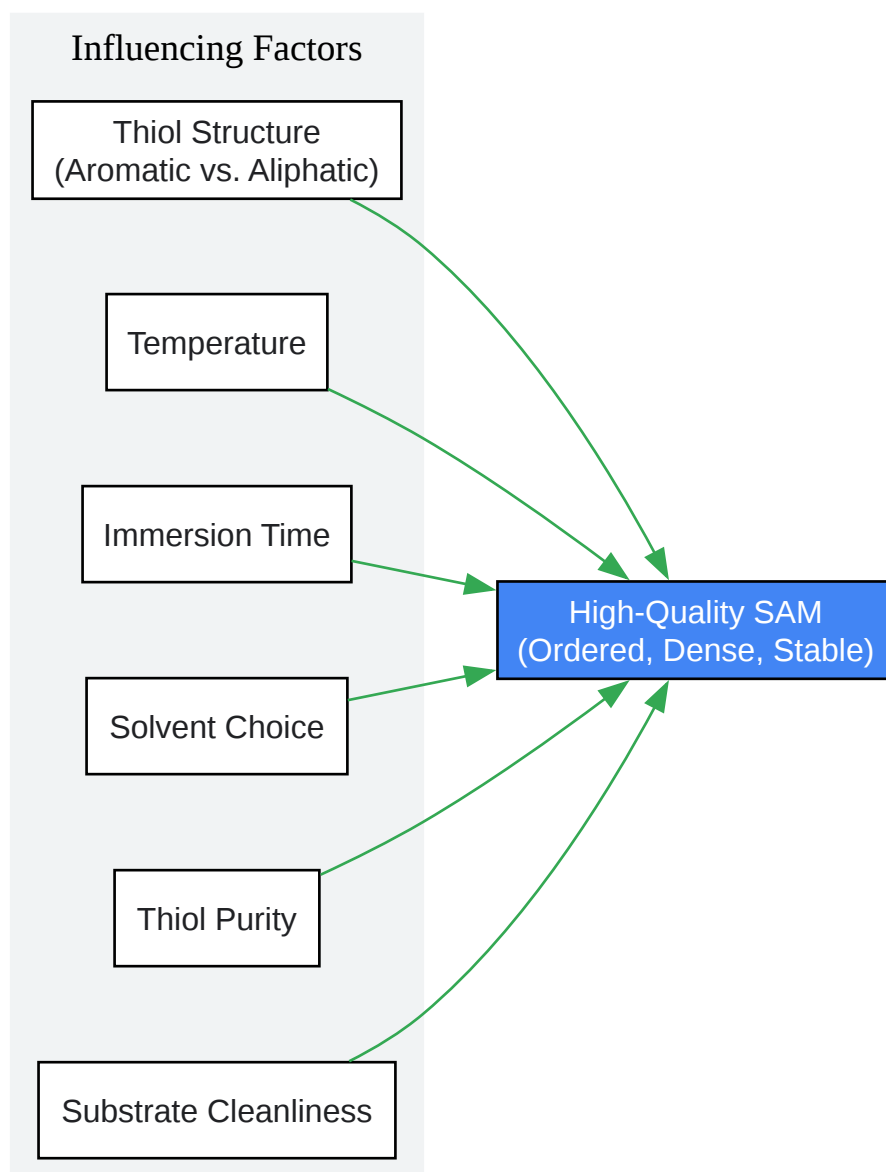 Influencing Factors
Thiol Structure
(Aromatic vs. Aliphatic)
Temperature
Immersion Time
High-Quality SAM
(Ordered, Dense, Stable)
Solvent Choice
Thiol Purity
Substrate Cleanliness